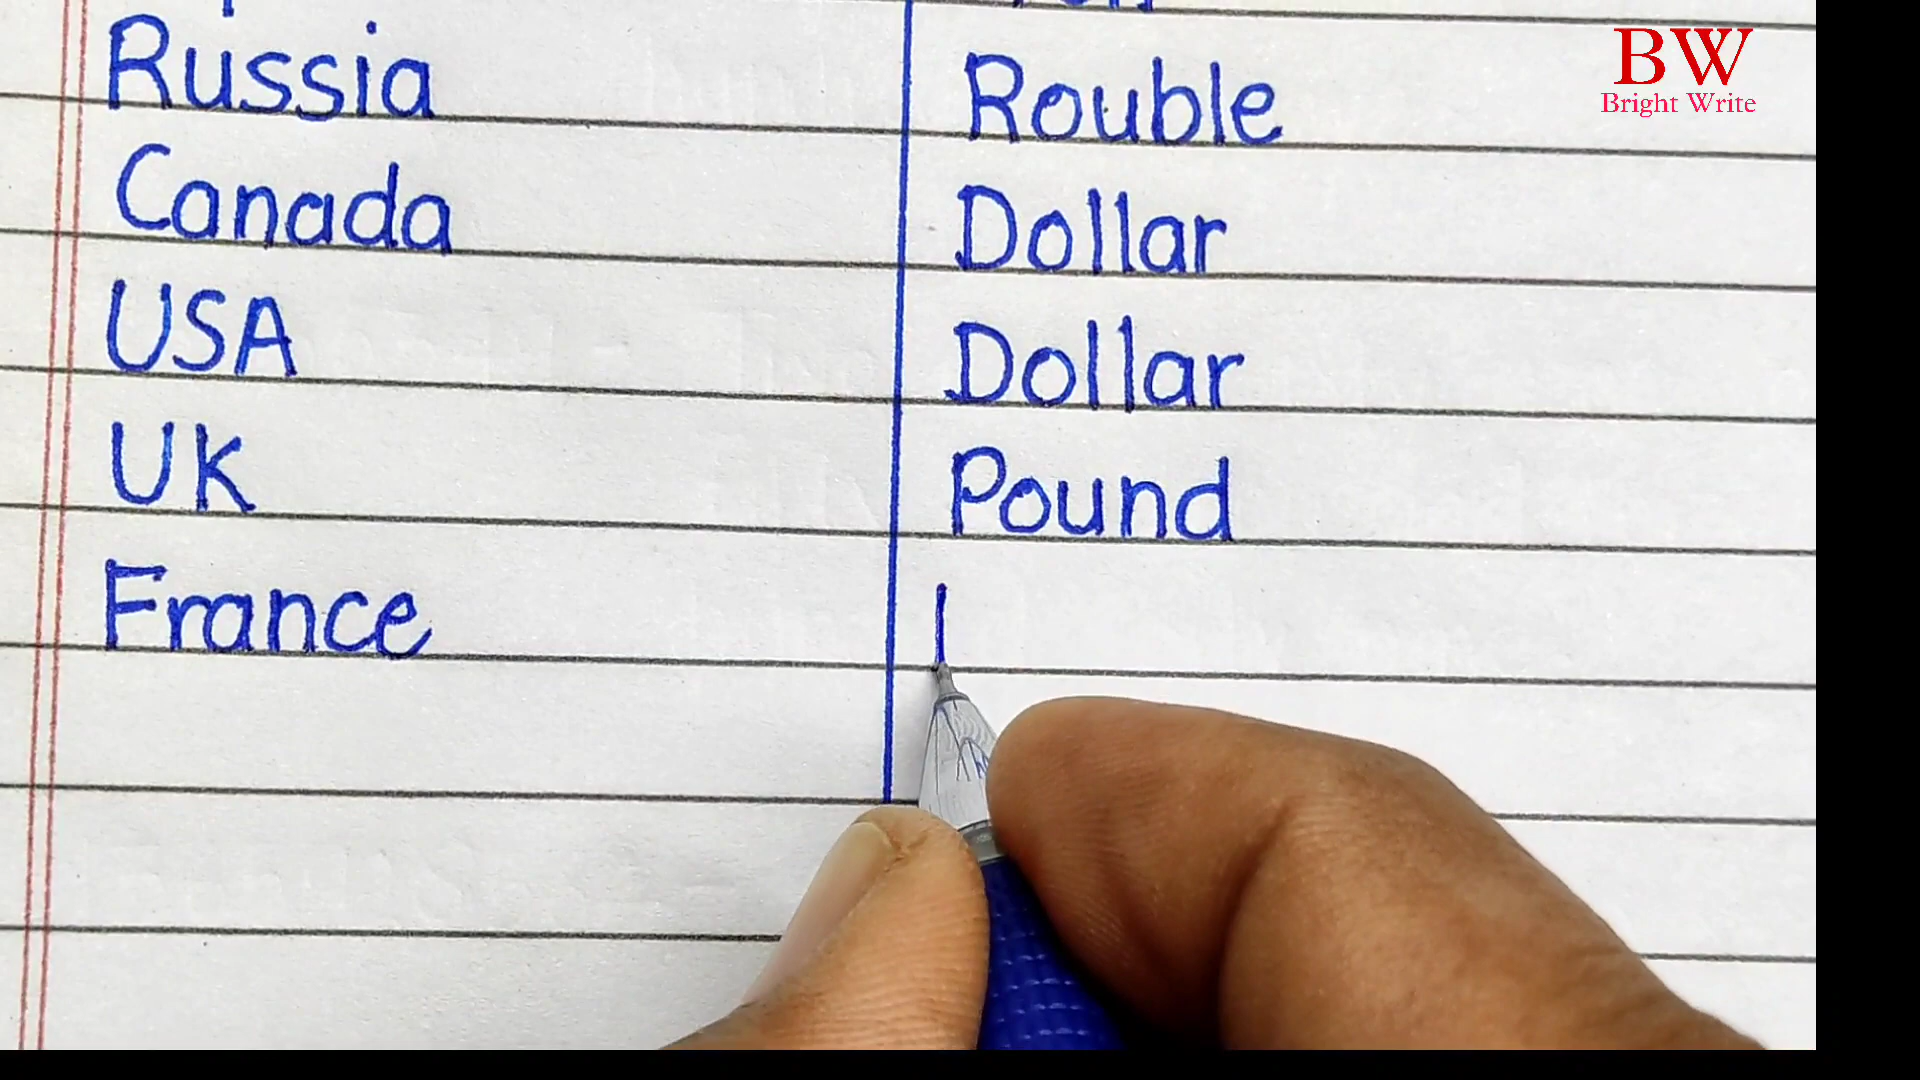 Russia Rouble
Canada Dollar
USA Dollar
UK Pound
France
BW
Bright Write